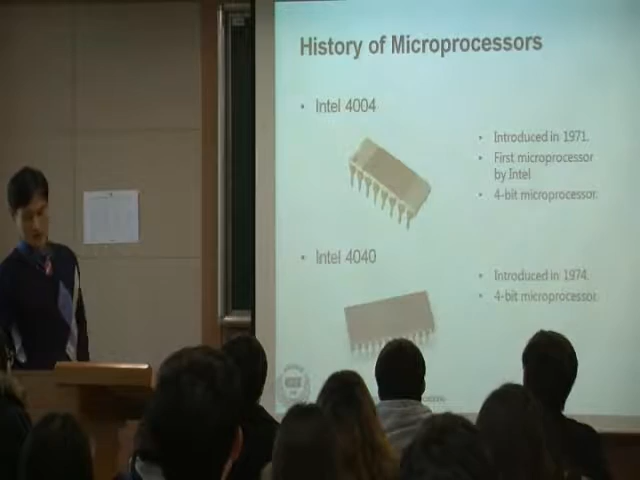 History of Microprocessors
• Intel 4004
• Introduced in 1971.
• First microprocessor
by Intel
• 4-bit microprocessor.
• Intel 4040
• Introduced in 1974.
• 4-bit microprocessor.